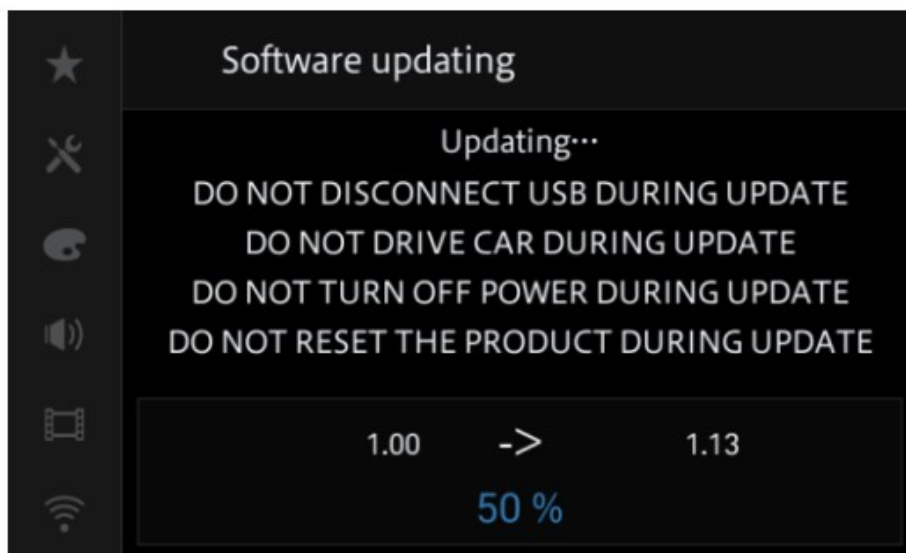 Software updating
Updating···
DO NOT DISCONNECT USB DURING UPDATE
DO NOT DRIVE CAR DURING UPDATE
DO NOT TURN OFF POWER DURING UPDATE
DO NOT RESET THE PRODUCT DURING UPDATE
1.00 -> 1.13
50 %